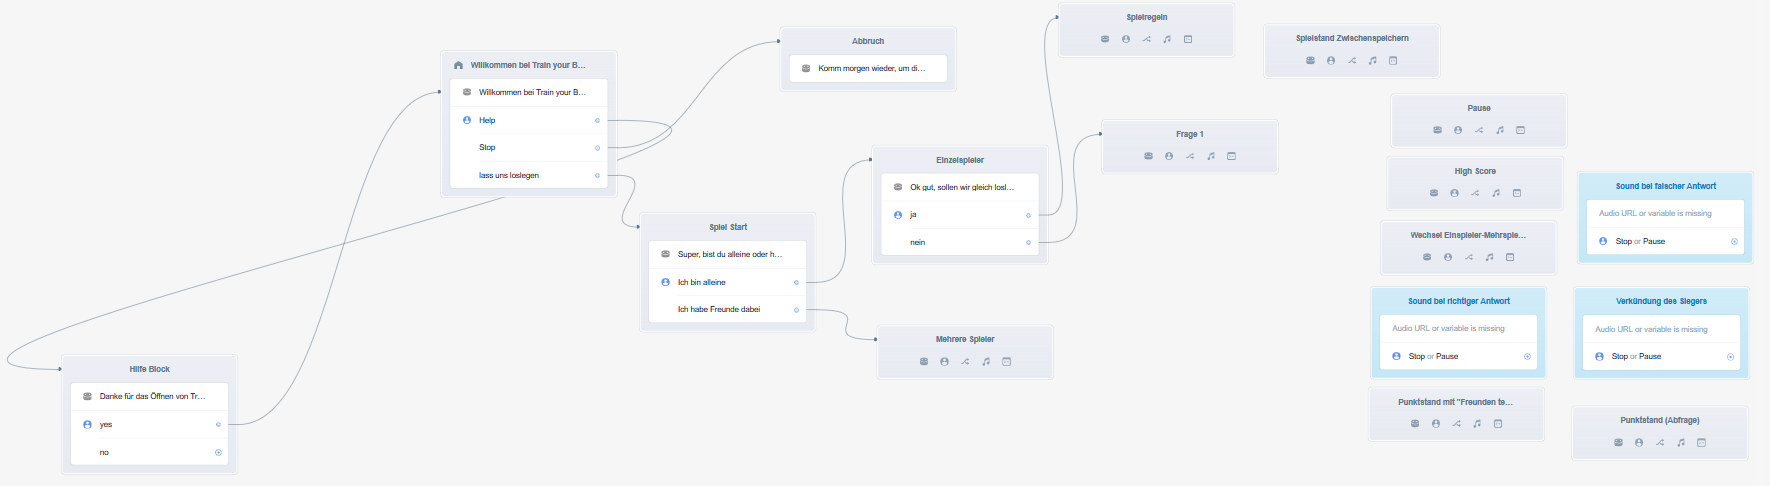 Spielregeln
Spielstand Zwischenspeichern
Abbruch
Komm morgen wieder, um di...
Willkommen bei Train your B...
Willkommen bei Train your B...
Help
Stop
lass uns loslegen
Pause
Frage 1
Einzelspieler
Ok gut, sollen wir gleich losl...
ja
nein
High Score
Sound bei falscher Antwort
Audio URL or variable is missing
Stop or Pause
Spiel Start
Super, bist du alleine oder h...
Ich bin alleine
Ich habe Freunde dabei
Wechsel Einspieler-Mehrspie...
Sound bei richtiger Antwort
Audio URL or variable is missing
Stop or Pause
Verkündung des Siegers
Audio URL or variable is missing
Stop or Pause
Mehrere Spieler
Hilfe Block
Danke für das Öffnen von Tr...
yes
no
Punktstand mit "Freunden te...
Punktstand (Abfrage)